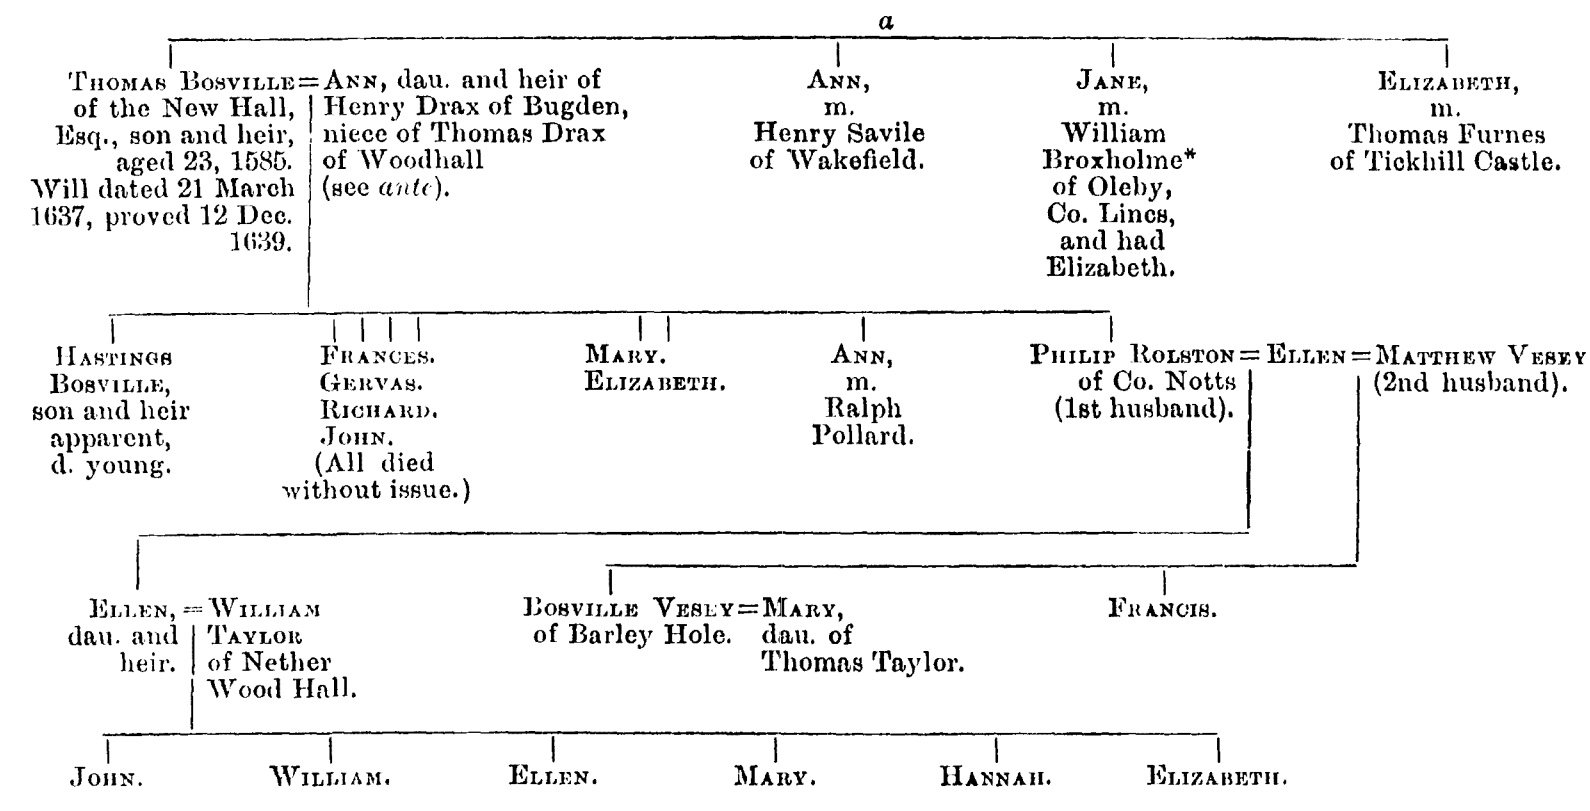 a
THOMAS BOSVILLE = ANN, dau. and heir of
of the New Hall, Henry Drax of Bugden,
Esq., son and heir, niece of Thomas Drax
aged 23, 1585. of Woodhall
Will dated 21 March (see ante).
1637, proved 12 Dec.
1639.
ANN,
m.
Henry Savile
of Wakefield.
JANE,
m.
William
Broxholme*
of Oleby,
Co. Lincs,
and had
Elizabeth.
ELIZABETH,
m.
Thomas Furnes
of Tickhill Castle.
HASTINGS
BOSVILLE,
son and heir
apparent,
d. young.
FRANCES.
GERVAS.
RICHARD.
JOHN.
(All died
without issue.)
MARY.
ELIZABETH.
ANN,
m.
Ralph
Pollard.
PHILIP ROLSTON = ELLEN = MATTHEW VESEY
of Co. Notts (2nd husband).
(1st husband).
ELLEN, = WILLIAM
dau. and TAYLOR
heir. of Nether
Wood Hall.
BOSVILLE VESEY = MARY,
of Barley Hole. dau. of
Thomas Taylor.
FRANCIS.
JOHN. WILLIAM. ELLEN. MARY. HANNAH. ELIZABETH.